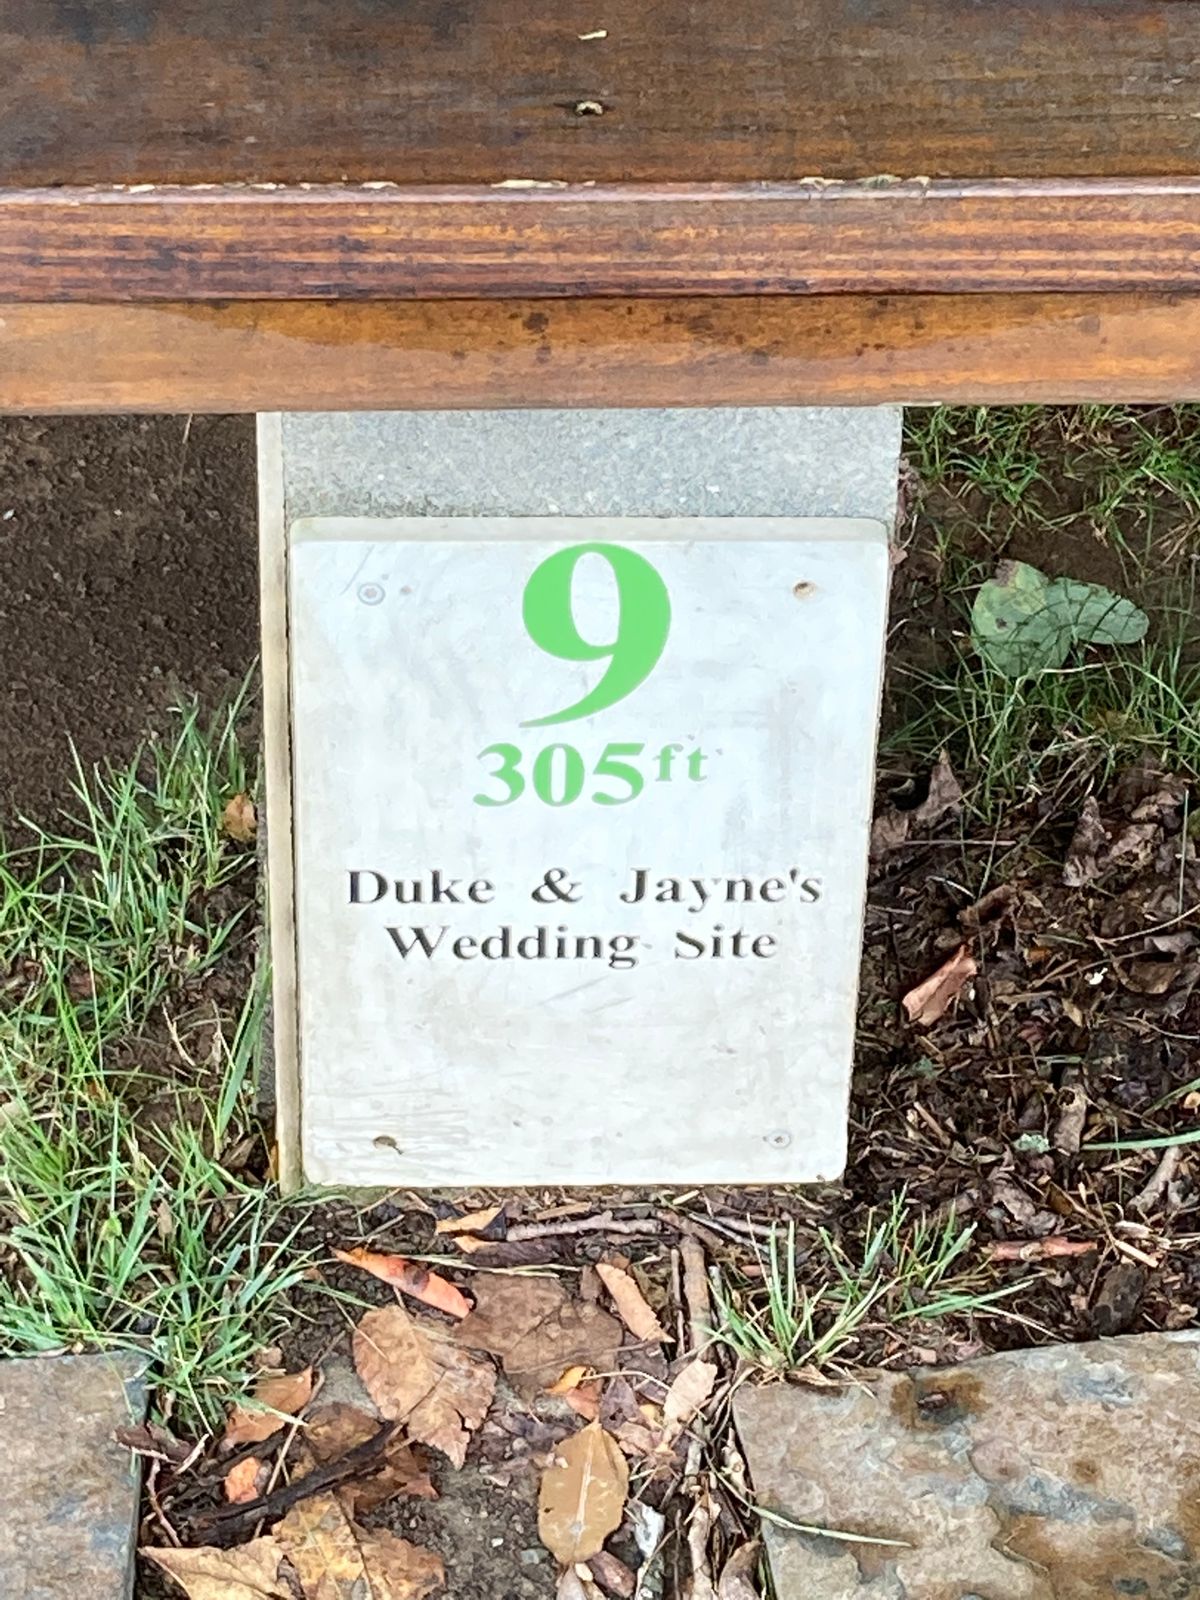 9
305ft
Duke & Jayne's
Wedding Site